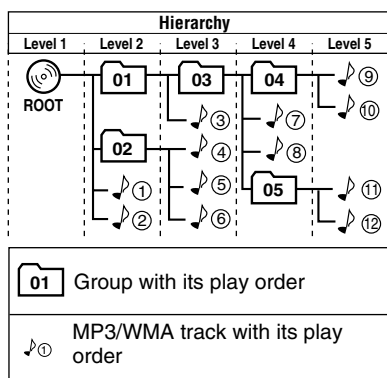 Hierarchy
Level 1 Level 2 Level 3 Level 4 Level 5
01 03 04 ⑨
ROOT ⑩
③ ⑦
02 ④ ⑧
① ⑤ 05 ⑪
② ⑥ ⑫
01 Group with its play order
① MP3/WMA track with its play
order